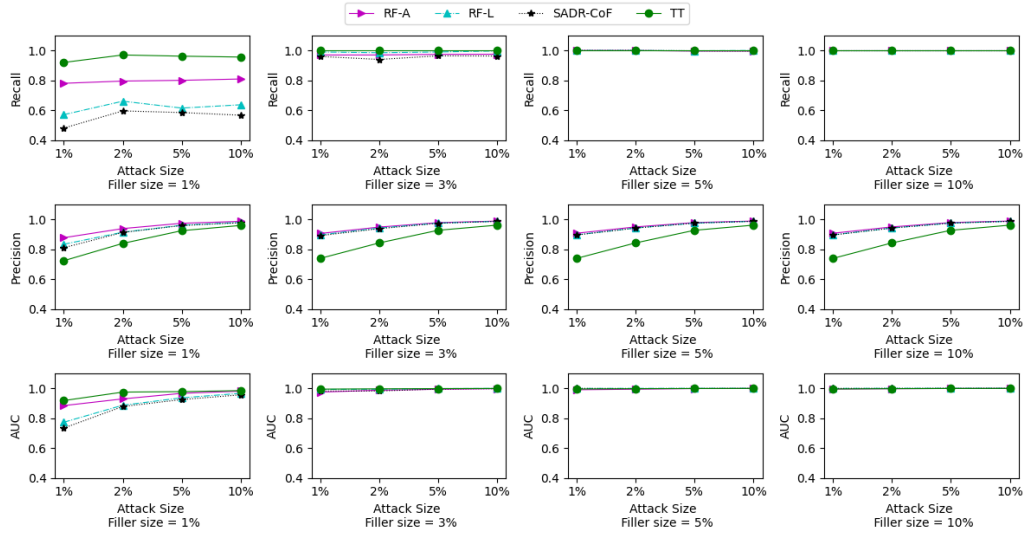 RF-A RF-L SADR-CoF TT
1.0
0.8
0.6
0.4
Recall
1% 2% 5% 10%
Attack Size
Filler size = 1%
1.0
0.8
0.6
0.4
Recall
1% 2% 5% 10%
Attack Size
Filler size = 3%
1.0
0.8
0.6
0.4
Recall
1% 2% 5% 10%
Attack Size
Filler size = 5%
1.0
0.8
0.6
0.4
Recall
1% 2% 5% 10%
Attack Size
Filler size = 10%
1.0
0.8
0.6
0.4
Precision
1% 2% 5% 10%
Attack Size
Filler size = 1%
1.0
0.8
0.6
0.4
Precision
1% 2% 5% 10%
Attack Size
Filler size = 3%
1.0
0.8
0.6
0.4
Precision
1% 2% 5% 10%
Attack Size
Filler size = 5%
1.0
0.8
0.6
0.4
Precision
1% 2% 5% 10%
Attack Size
Filler size = 10%
1.0
0.8
0.6
0.4
AUC
1% 2% 5% 10%
Attack Size
Filler size = 1%
1.0
0.8
0.6
0.4
AUC
1% 2% 5% 10%
Attack Size
Filler size = 3%
1.0
0.8
0.6
0.4
AUC
1% 2% 5% 10%
Attack Size
Filler size = 5%
1.0
0.8
0.6
0.4
AUC
1% 2% 5% 10%
Attack Size
Filler size = 10%